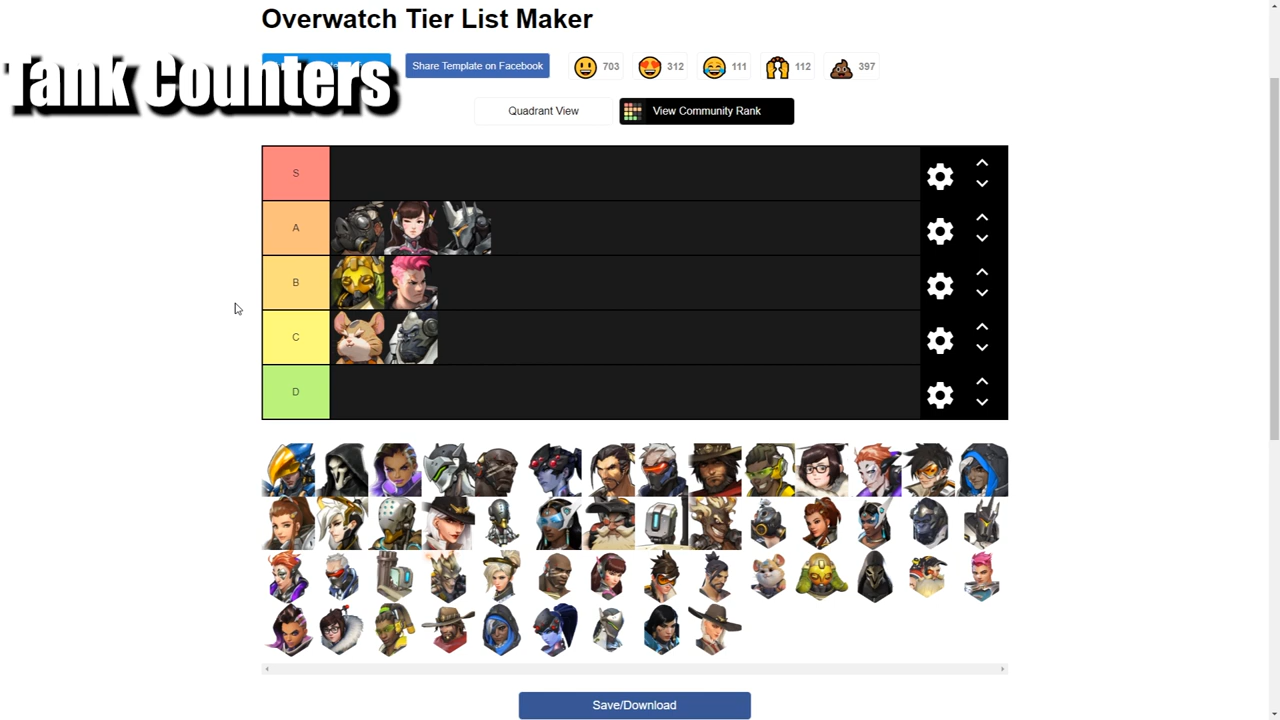 Overwatch Tier List Maker
Tank Counters
Share Template on Facebook
703
312
111
112
397
Quadrant View
View Community Rank
S
A
B
C
D
Save/Download